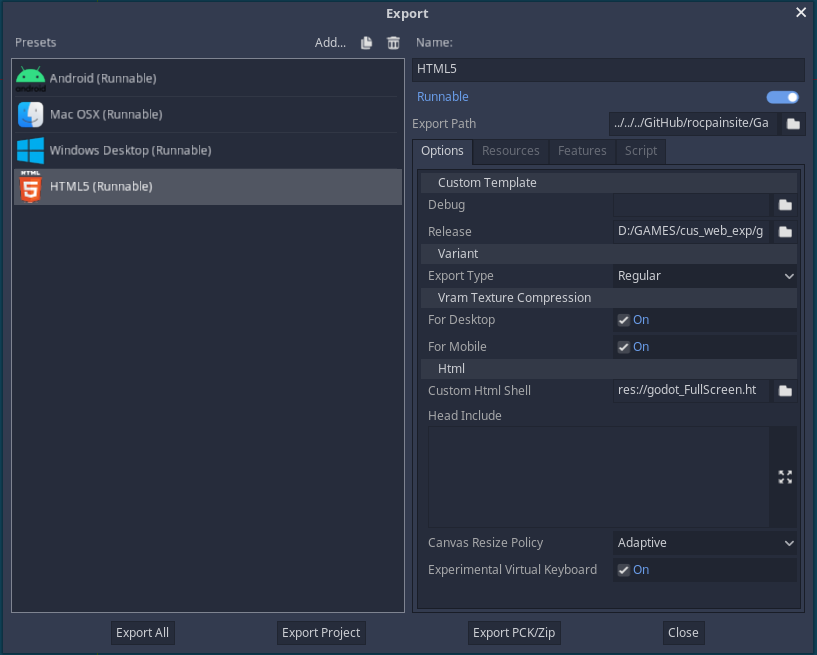 Export
Presets
Add...
Name:
android
Android (Runnable)
Mac OSX (Runnable)
Windows Desktop (Runnable)
HTML
5
HTML5 (Runnable)
HTML5
Runnable
Export Path
../../../GitHub/rocpainsite/Ga
Options
Resources
Features
Script
Custom Template
Debug
Release
D:/GAMES/cus_web_exp/g
Variant
Export Type
Regular
Vram Texture Compression
For Desktop
On
For Mobile
On
Html
Custom Html Shell
res://godot_FullScreen.ht
Head Include
Canvas Resize Policy
Adaptive
Experimental Virtual Keyboard
On
Export All
Export Project
Export PCK/Zip
Close